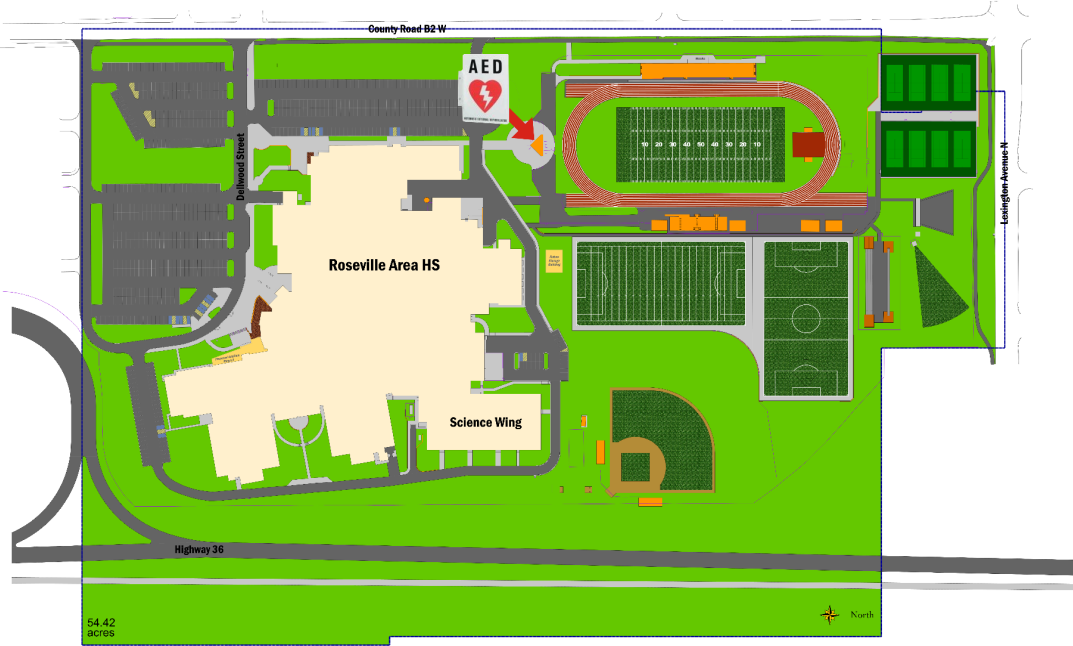 County Road B2 W
AED
10 20 30 40 50 40 30 20 10
Dellwood Street
Lexington Avenue N
Roseville Area HS
Science Wing
Highway 36
54.42
acres
North